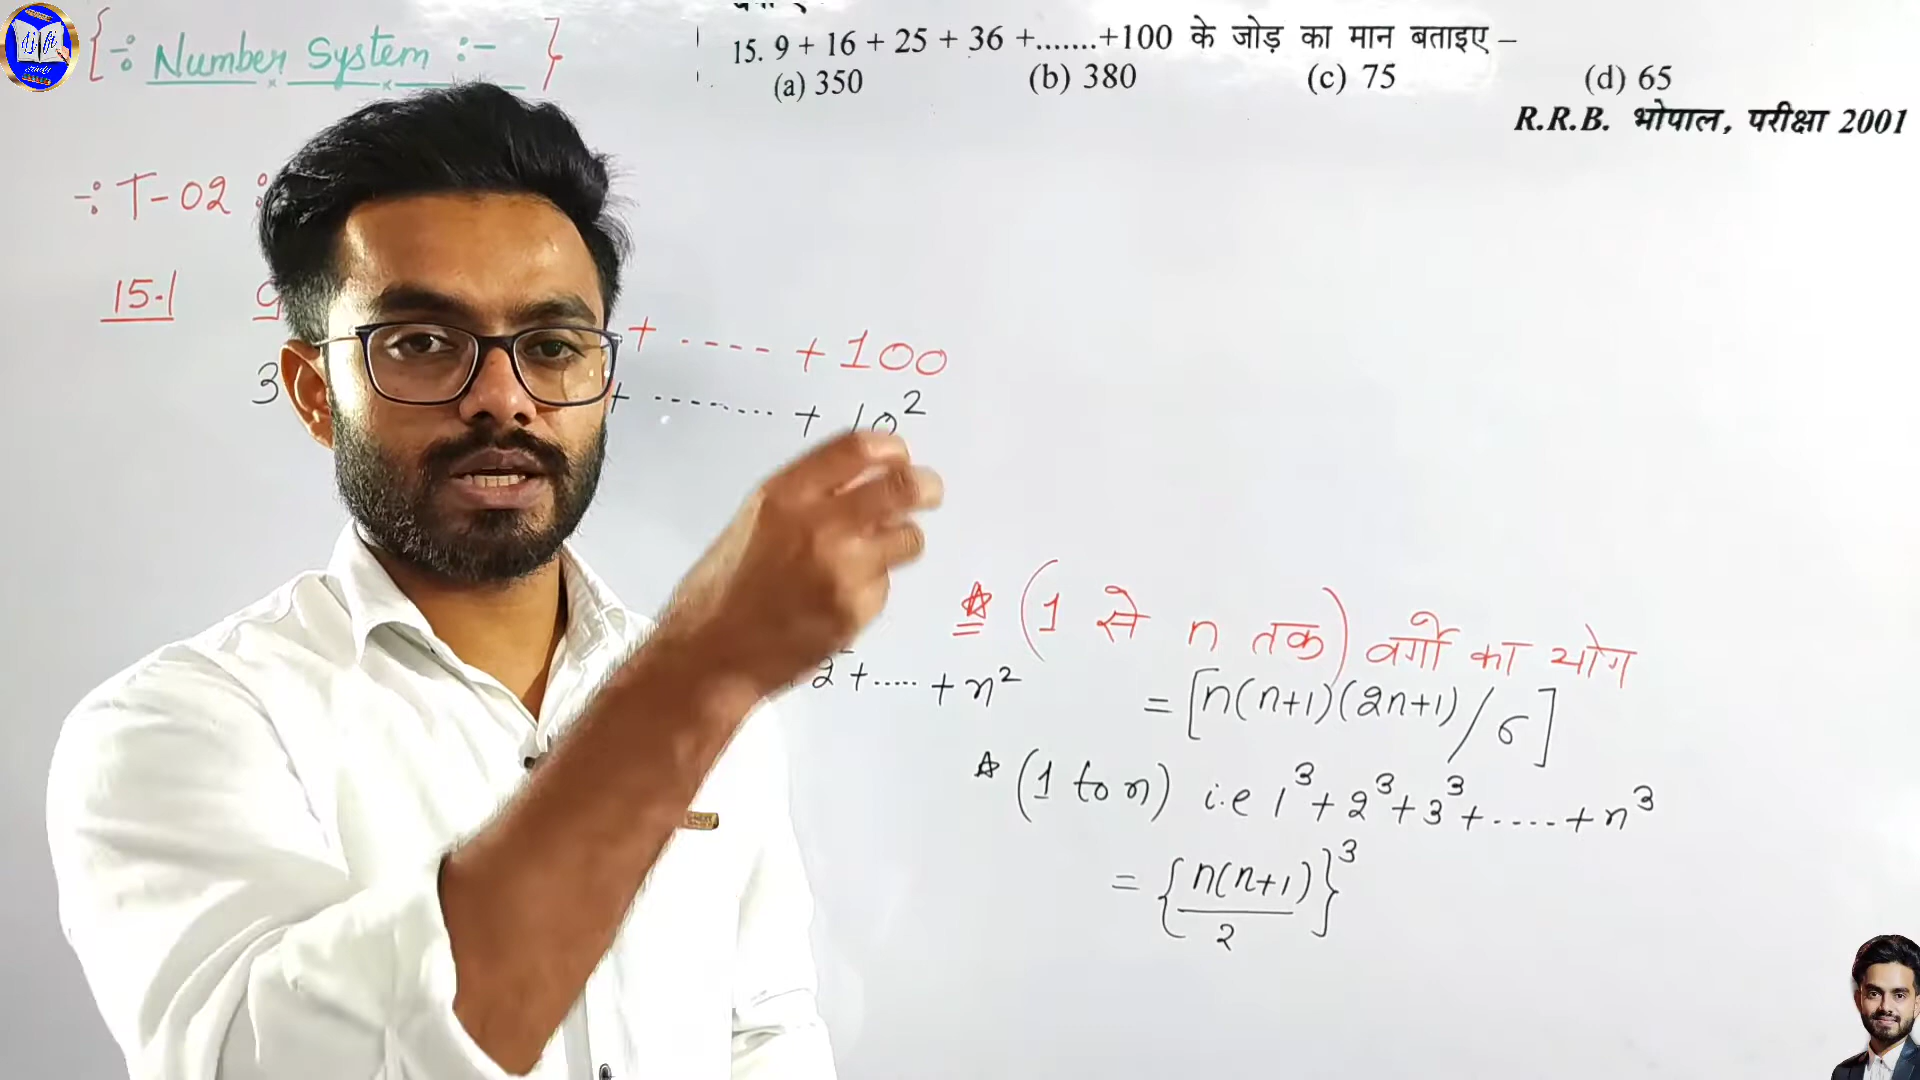 { ÷ Number System :- }
15. 9 + 16 + 25 + 36 +.......+100 के जोड़ का मान बताइए –
(a) 350 (b) 380 (c) 75 (d) 65
R.R.B. भोपाल, परीक्षा 2001
÷ T-02 :
15.| 9 + ---- + 100
3 + ........ + 10²
☆ (1 से n तक) वर्गो का योग
2 + ..... + n² = [n(n+1)(2n+1)/6]
☆ (1 to n) i.e 1³ + 2³ + 3³ + ---- + n³
= {n(n+1)/2}³